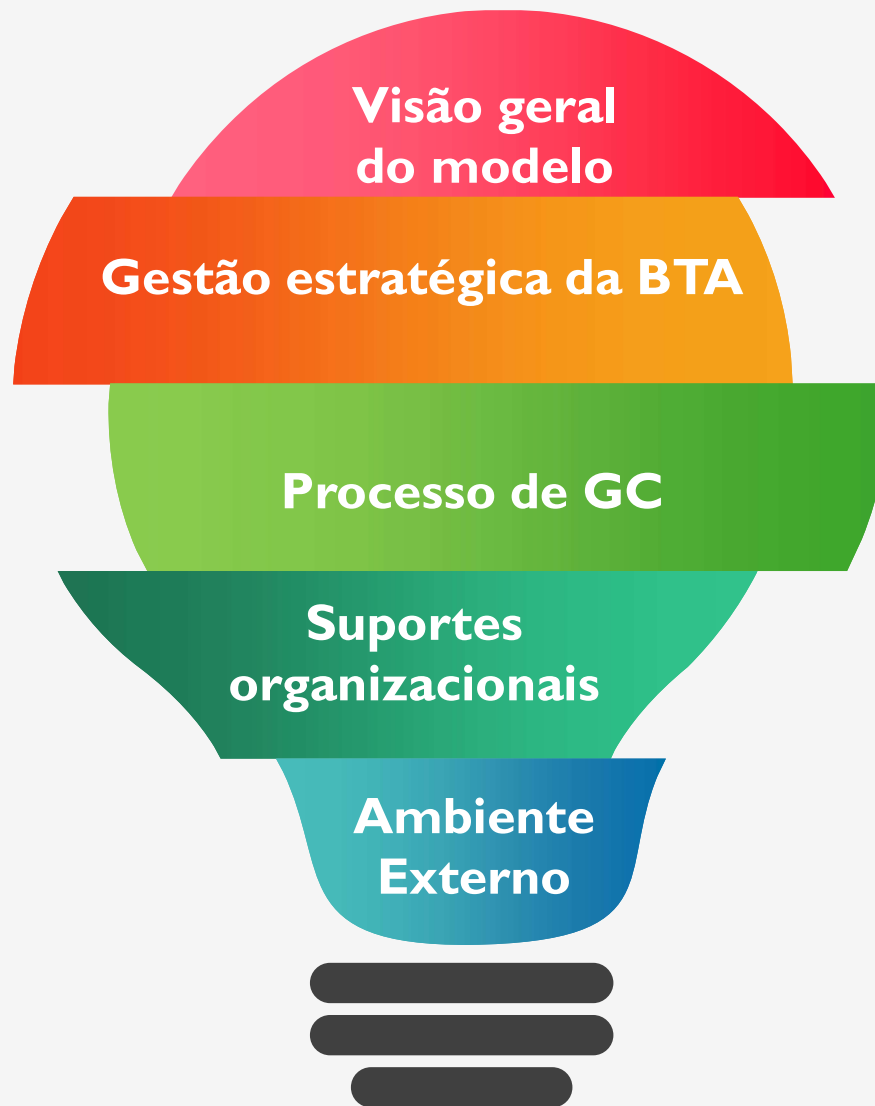 Visão geral
do modelo
Gestão estratégica da BTA
Processo de GC
Suportes
organizacionais
Ambiente
Externo